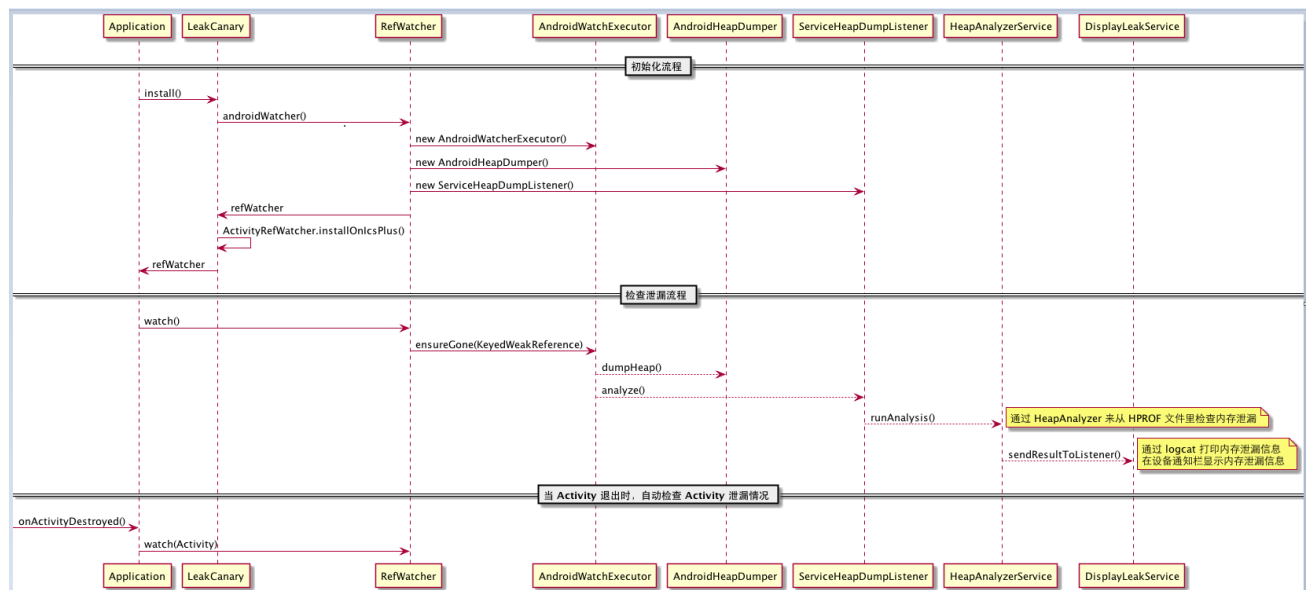 Application
LeakCanary
RefWatcher
AndroidWatchExecutor
AndroidHeapDumper
ServiceHeapDumpListener
HeapAnalyzerService
DisplayLeakService
初始化流程
install()
androidWatcher()
new AndroidWatcherExecutor()
new AndroidHeapDumper()
new ServiceHeapDumpListener()
refWatcher
ActivityRefWatcher.installOnIcsPlus()
refWatcher
检查泄漏流程
watch()
ensureGone(KeyedWeakReference)
dumpHeap()
analyze()
runAnalysis()
通过 HeapAnalyzer 来从 HPROF 文件里检查内存泄漏
sendResultToListener()
通过 logcat 打印内存泄漏信息
在设备通知栏显示内存泄漏信息
当 Activity 退出时，自动检查 Activity 泄漏情况
onActivityDestroyed()
watch(Activity)
Application
LeakCanary
RefWatcher
AndroidWatchExecutor
AndroidHeapDumper
ServiceHeapDumpListener
HeapAnalyzerService
DisplayLeakService